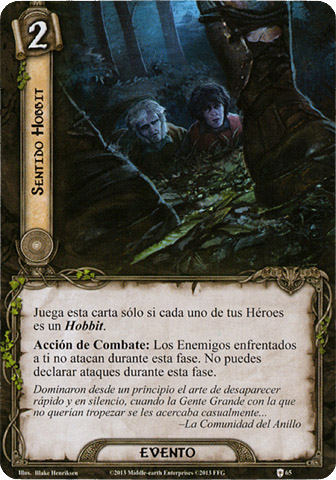 2
SENTIDO HOBBIT
Juega esta carta sólo si cada uno de tus Héroes
es un Hobbit.
Acción de Combate: Los Enemigos enfrentados
a ti no atacan durante esta fase. No puedes
declarar ataques durante esta fase.
Dominaron desde un principio el arte de desaparecer
rápido y en silencio, cuando la Gente Grande con la que
no querían tropezar se les acercaba casualmente...
–La Comunidad del Anillo
EVENTO
Illus. Blake Henriksen
©2013 Middle-earth Enterprises ©2013 FFG
65